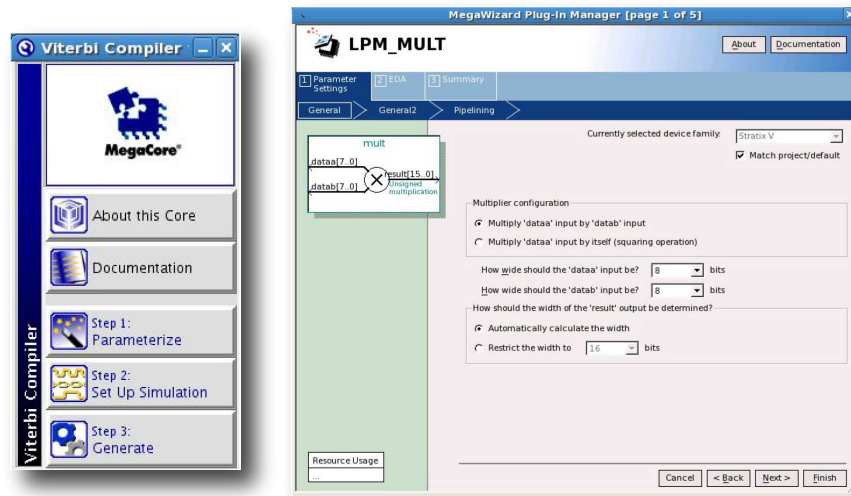 Viterbi Compiler
MegaCore®
About this Core
Documentation
Step 1:
Parameterize
Step 2:
Set Up Simulation
Step 3:
Generate
Viterbi Compiler
MegaWizard Plug-In Manager [page 1 of 5]
LPM_MULT
About
Documentation
1 Parameter Settings
2 EDA
3 Summary
General
General2
Pipelining
mult
dataa[7..0]
datab[7..0]
result[15..0]
Unsigned
multiplication
Currently selected device family:
Stratix V
Match project/default
Multiplier configuration
Multiply 'dataa' input by 'datab' input
Multiply 'dataa' input by itself (squaring operation)
How wide should the 'dataa' input be? 8 bits
How wide should the 'datab' input be? 8 bits
How should the width of the 'result' output be determined?
Automatically calculate the width
Restrict the width to 16 bits
Resource Usage
...
Cancel
< Back
Next >
Finish